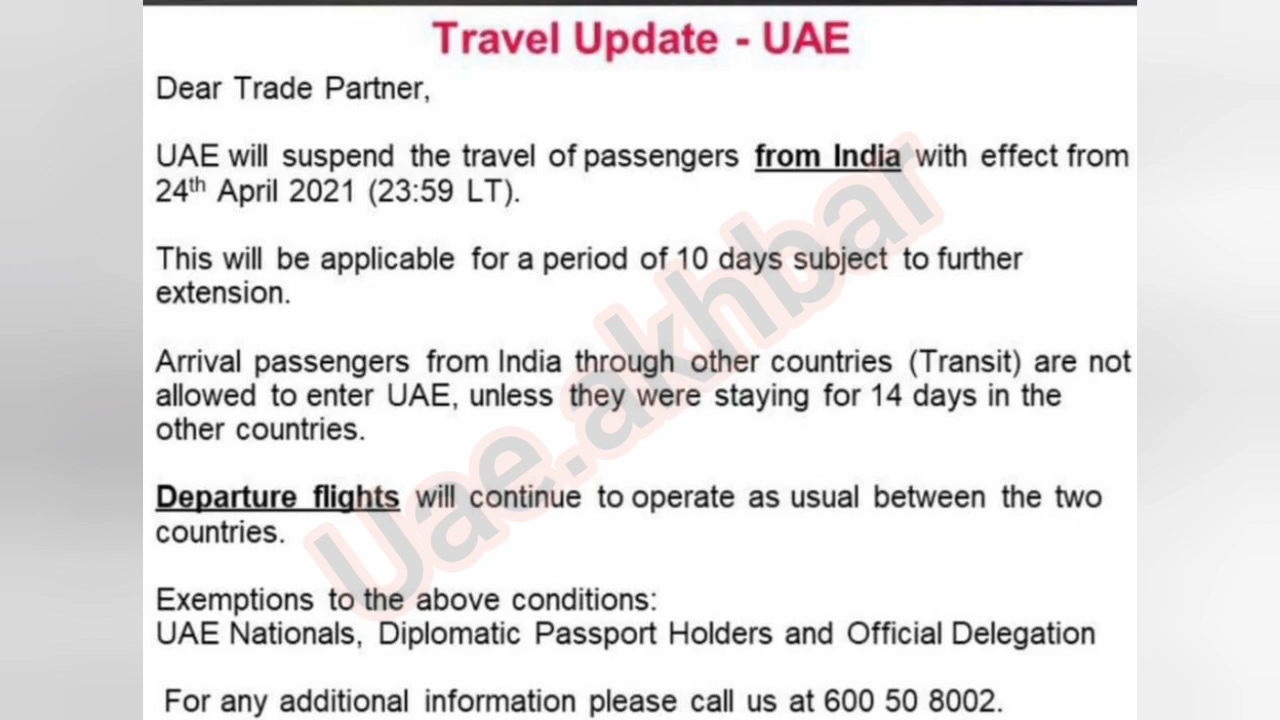 Travel Update - UAE
Dear Trade Partner,
UAE will suspend the travel of passengers from India with effect from
24th April 2021 (23:59 LT).
This will be applicable for a period of 10 days subject to further
extension.
Arrival passengers from India through other countries (Transit) are not
allowed to enter UAE, unless they were staying for 14 days in the
other countries.
Departure flights will continue to operate as usual between the two
countries.
Exemptions to the above conditions:
UAE Nationals, Diplomatic Passport Holders and Official Delegation
For any additional information please call us at 600 50 8002.
Uae.akhbar